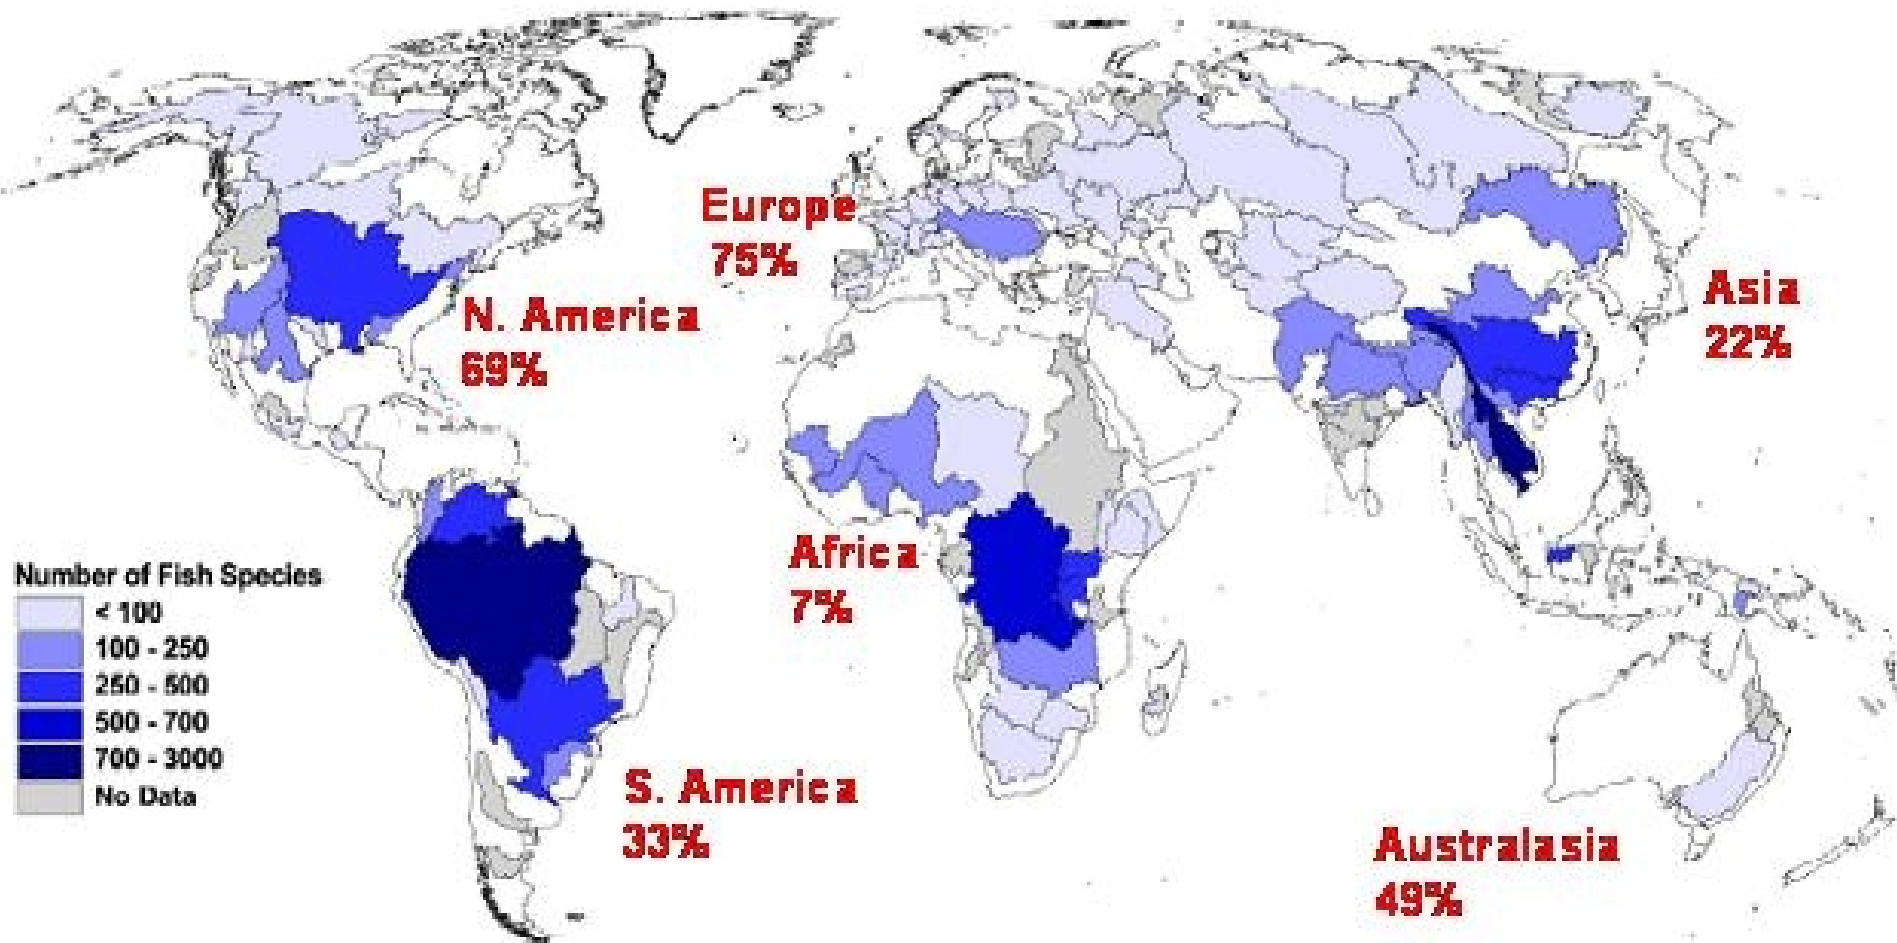 Europe
75%
N. America
69%
Asia
22%
Africa
7%
S. America
33%
Australasia
49%
Number of Fish Species
< 100
100 - 250
250 - 500
500 - 700
700 - 3000
No Data